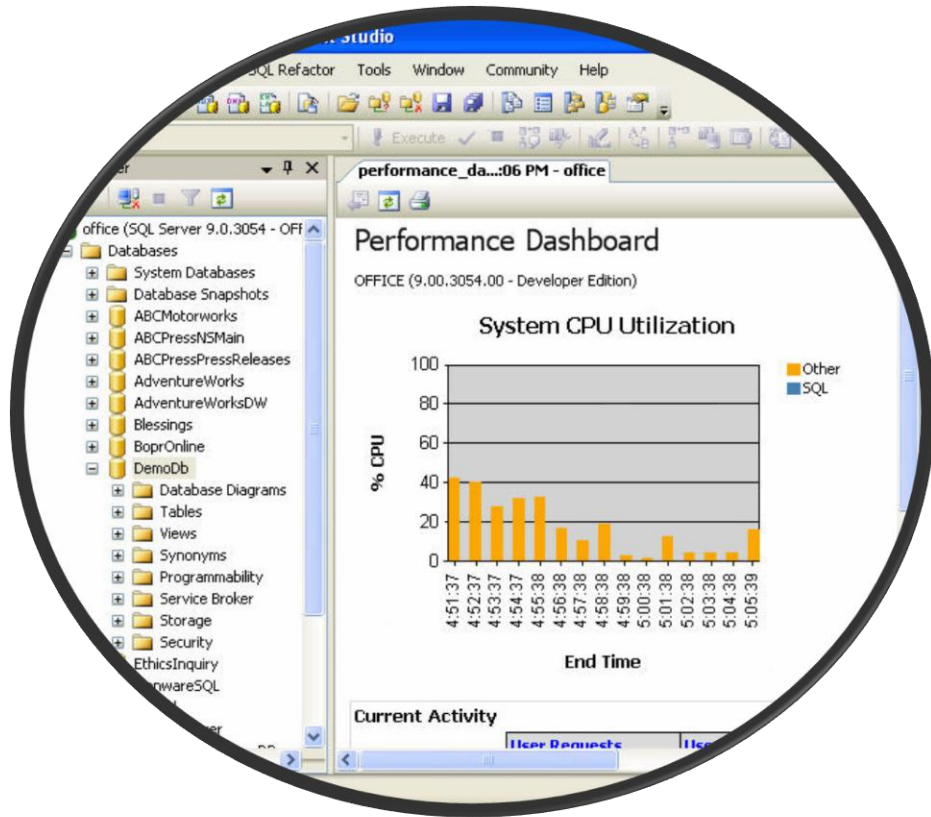 Studio
SQL Refactor Tools Window Community Help
Execute
performance_da...:06 PM - office
office (SQL Server 9.0.3054 - OFF
Databases
System Databases
Database Snapshots
ABCMotorworks
ABCPressNSMain
ABCPressPressReleases
AdventureWorks
AdventureWorksDW
Blessings
BoprOnline
DemoDb
Database Diagrams
Tables
Views
Synonyms
Programmability
Service Broker
Storage
Security
EthicsInquiry
Performance Dashboard
OFFICE (9.00.3054.00 - Developer Edition)
System CPU Utilization
% CPU
100
80
60
40
20
0
4:51:37
4:52:37
4:53:37
4:54:37
4:55:38
4:56:38
4:57:38
4:58:38
4:59:38
5:00:38
5:01:38
5:02:38
5:03:38
5:04:38
5:05:39
End Time
Other
SQL
Current Activity
User Requests